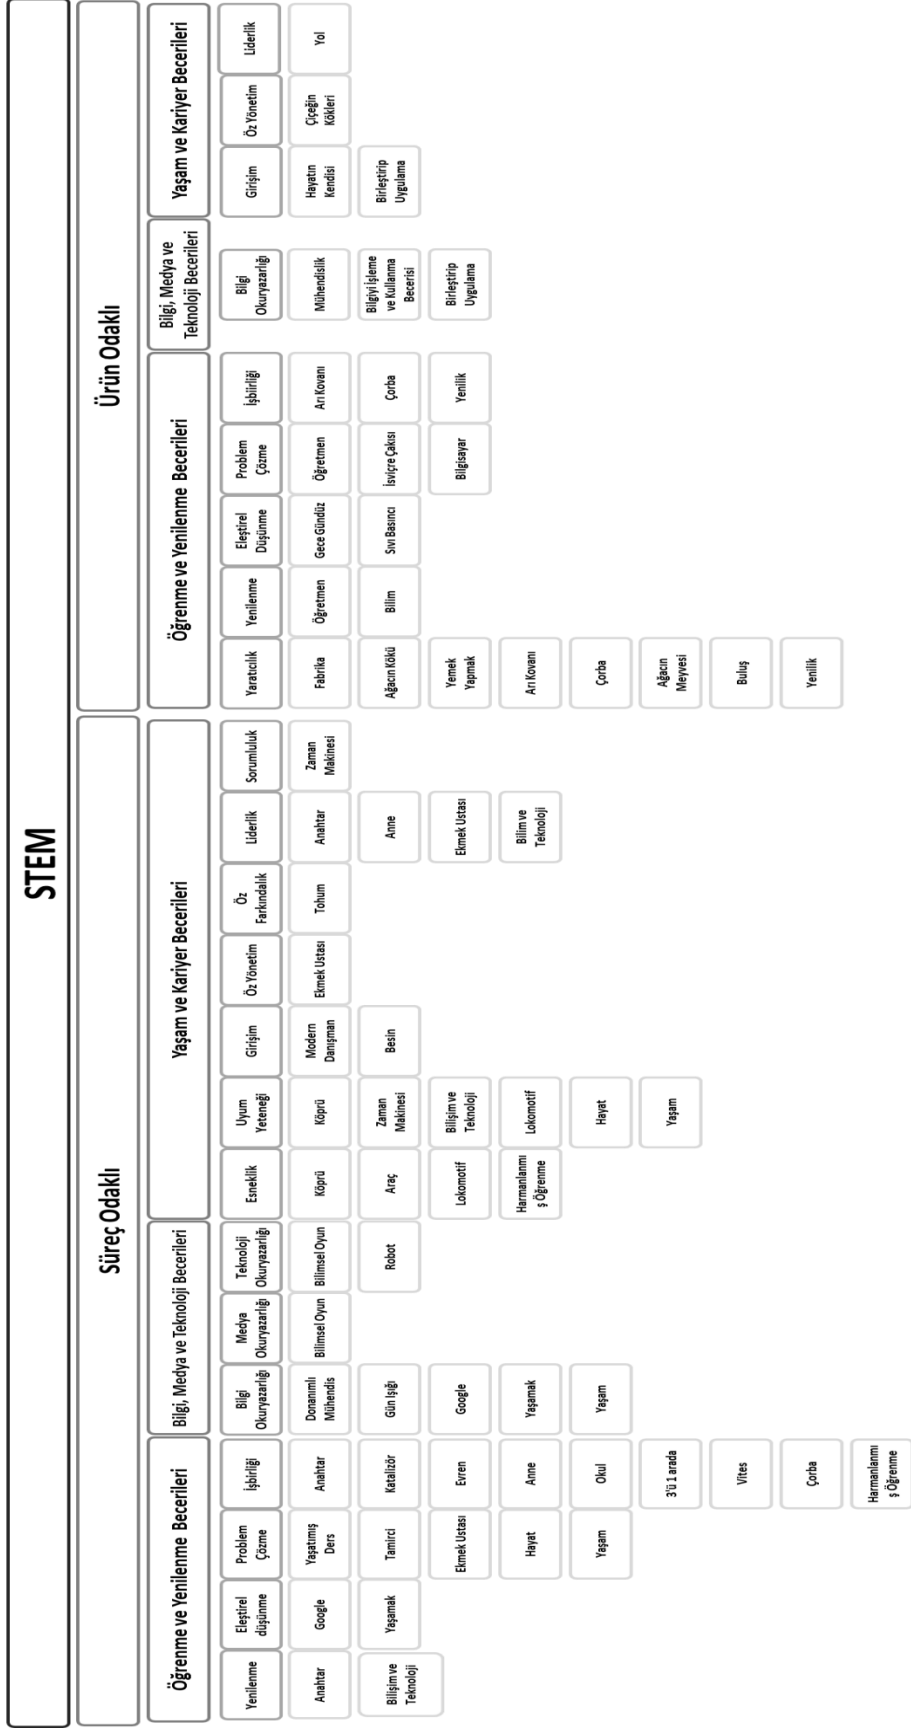 STEM
Süreç Odaklı
Ürün Odaklı
Öğrenme ve Yenilenme Becerileri
Bilgi, Medya ve Teknoloji Becerileri
Yaşam ve Kariyer Becerileri
Öğrenme ve Yenilenme Becerileri
Bilgi, Medya ve
Teknoloji Becerileri
Yaşam ve Kariyer Becerileri
Yenilenme
Eleştirel
düşünme
Problem
Çözme
İşbirliği
Bilgi
Okuryazarlığı
Medya
Okuryazarlığı
Teknoloji
Okuryazarlığı
Esneklik
Uyum
Yeteneği
Girişim
Öz Yönetim
Öz
Farkındalık
Liderlik
Sorumluluk
Yaratıcılık
Yenilenme
Eleştirel
Düşünme
Problem
Çözme
İşbiirliği
Bilgi
Okuryazarlığı
Girişim
Öz Yönetim
Liderlik
Anahtar
Google
Yaşatımış
Ders
Anahtar
Donanımlı
Mühendis
Bilimsel Oyun
Bilimsel Oyun
Köprü
Köprü
Modern
Danışman
Ekmek Ustası
Tohum
Anahtar
Zaman
Makinesi
Fabrika
Öğretmen
Gece Gündüz
Öğretmen
Arı Kovanı
Mühendislik
Hayatın
Kendisi
Çiçeğin
Kökleri
Yol
Bilişim ve
Teknoloji
Yaşamak
Tamirci
Katalizör
Gün Işığı
Robot
Araç
Zaman
Makinesi
Besin
Anne
Ağacın Kökü
Bilim
Sıvı Basıncı
İsviçre Çakısı
Çorba
Bilgiyi İşleme
ve Kullanma
Becerisi
Birleştirip
Uygulama
Ekmek Ustası
Evren
Google
Lokomotif
Bilişim ve
Teknoloji
Ekmek Ustası
Yemek
Yapmak
Bilgisayar
Yenilik
Birleştirip
Uygulama
Hayat
Anne
Yaşamak
Harmanlanmı
ş Öğrenme
Lokomotif
Bilim ve
Teknoloji
Arı Kovanı
Yaşam
Okul
Yaşam
Hayat
Çorba
3'ü 1 arada
Yaşam
Ağacın
Meyvesi
Vites
Buluş
Çorba
Yenilik
Harmanlanmı
ş Öğrenme